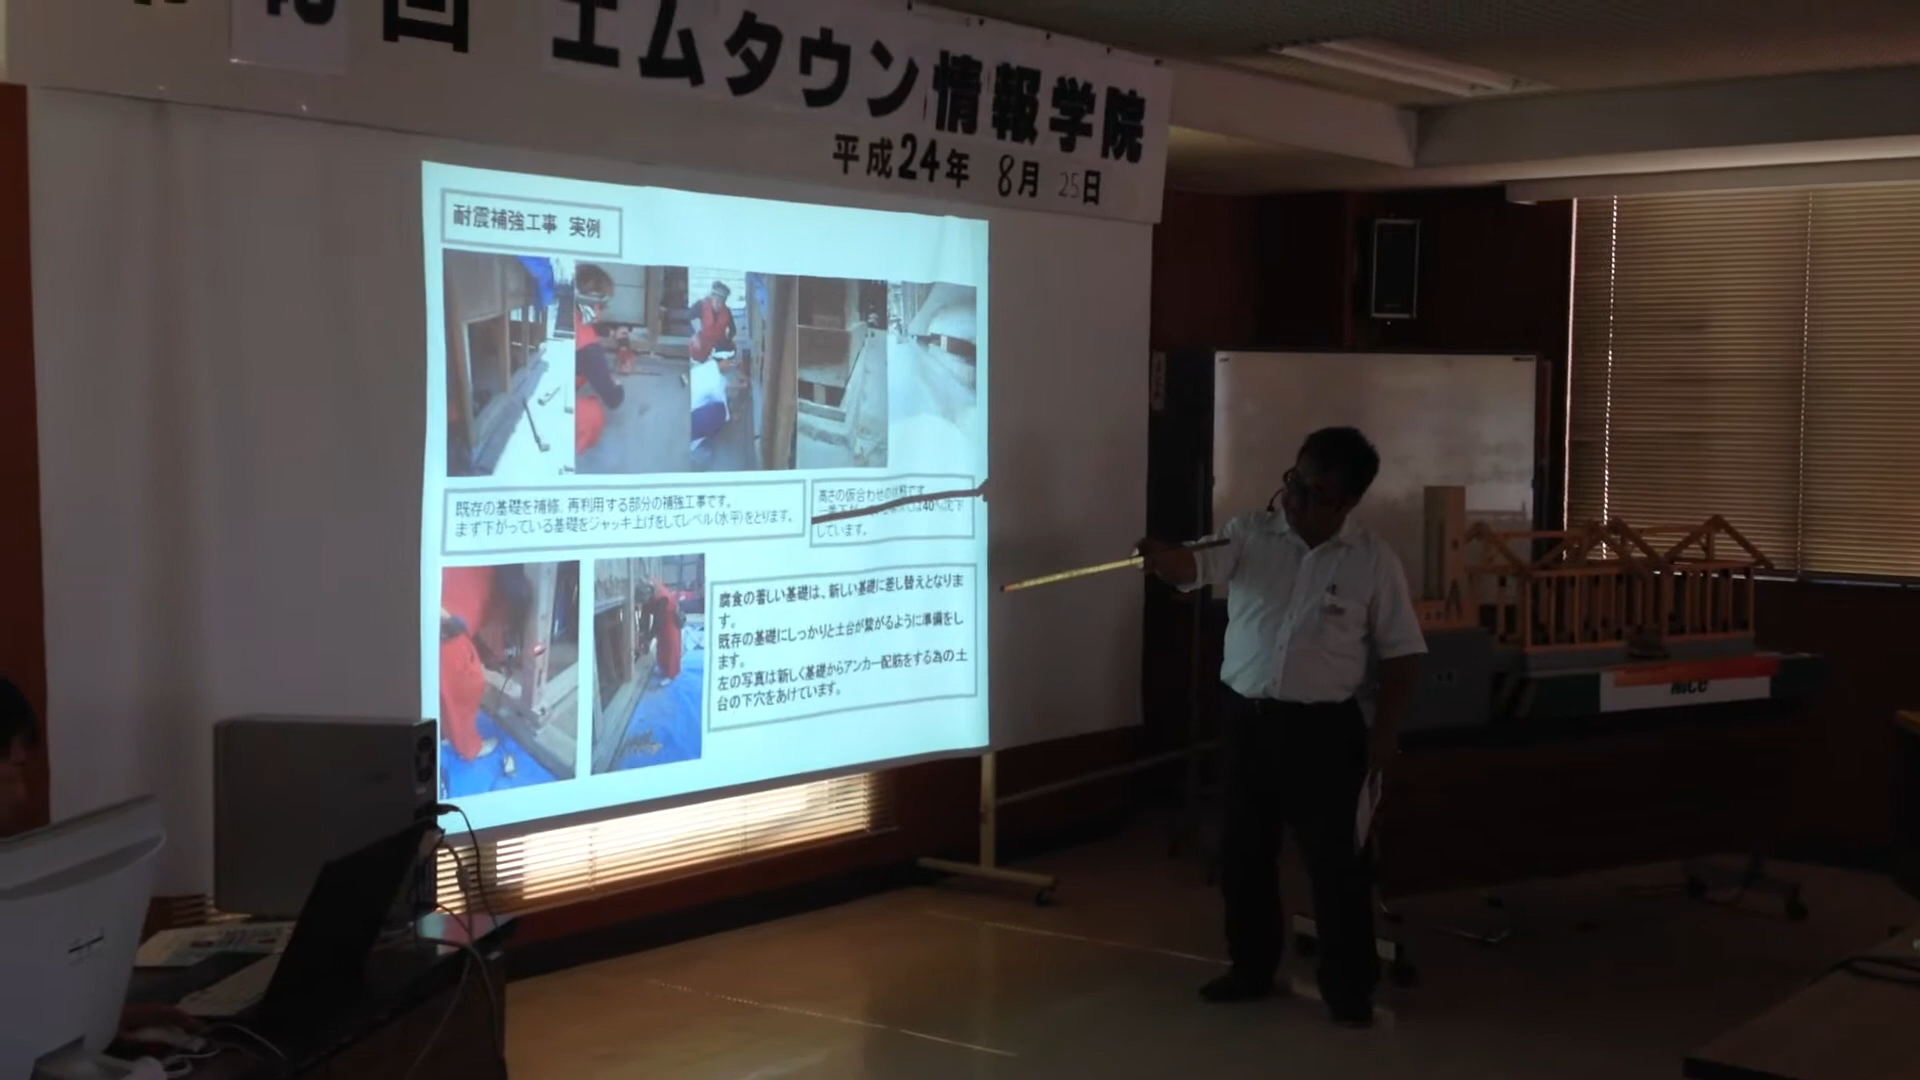 回 エムタウン情報学院
平成24年 8月 25日
耐震補強工事 実例
既存の基礎を補修、再利用する部分の補強工事です。
まず下がっている基礎をジャッキ上げをしてレベル(水平)をとります。
高さの仮合わせの状態です
しています。
腐食の著しい基礎は、新しい基礎に差し替えとなりま
す。
既存の基礎にしっかりと土台が繋がるように準備をし
ます。
左の写真は新しく基礎からアンカー配筋をする為の土
台の下穴をあけています。
nice